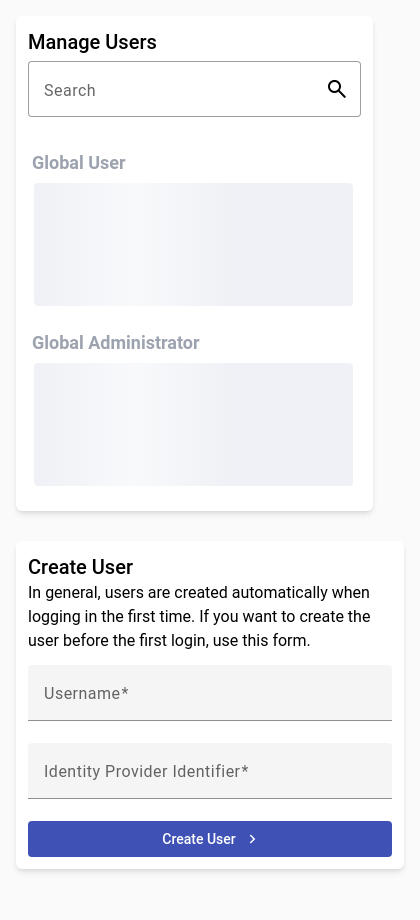 Manage Users
Search
Global User
Global Administrator
Create User
In general, users are created automatically when
logging in the first time. If you want to create the
user before the first login, use this form.
Username*
Identity Provider Identifier*
Create User